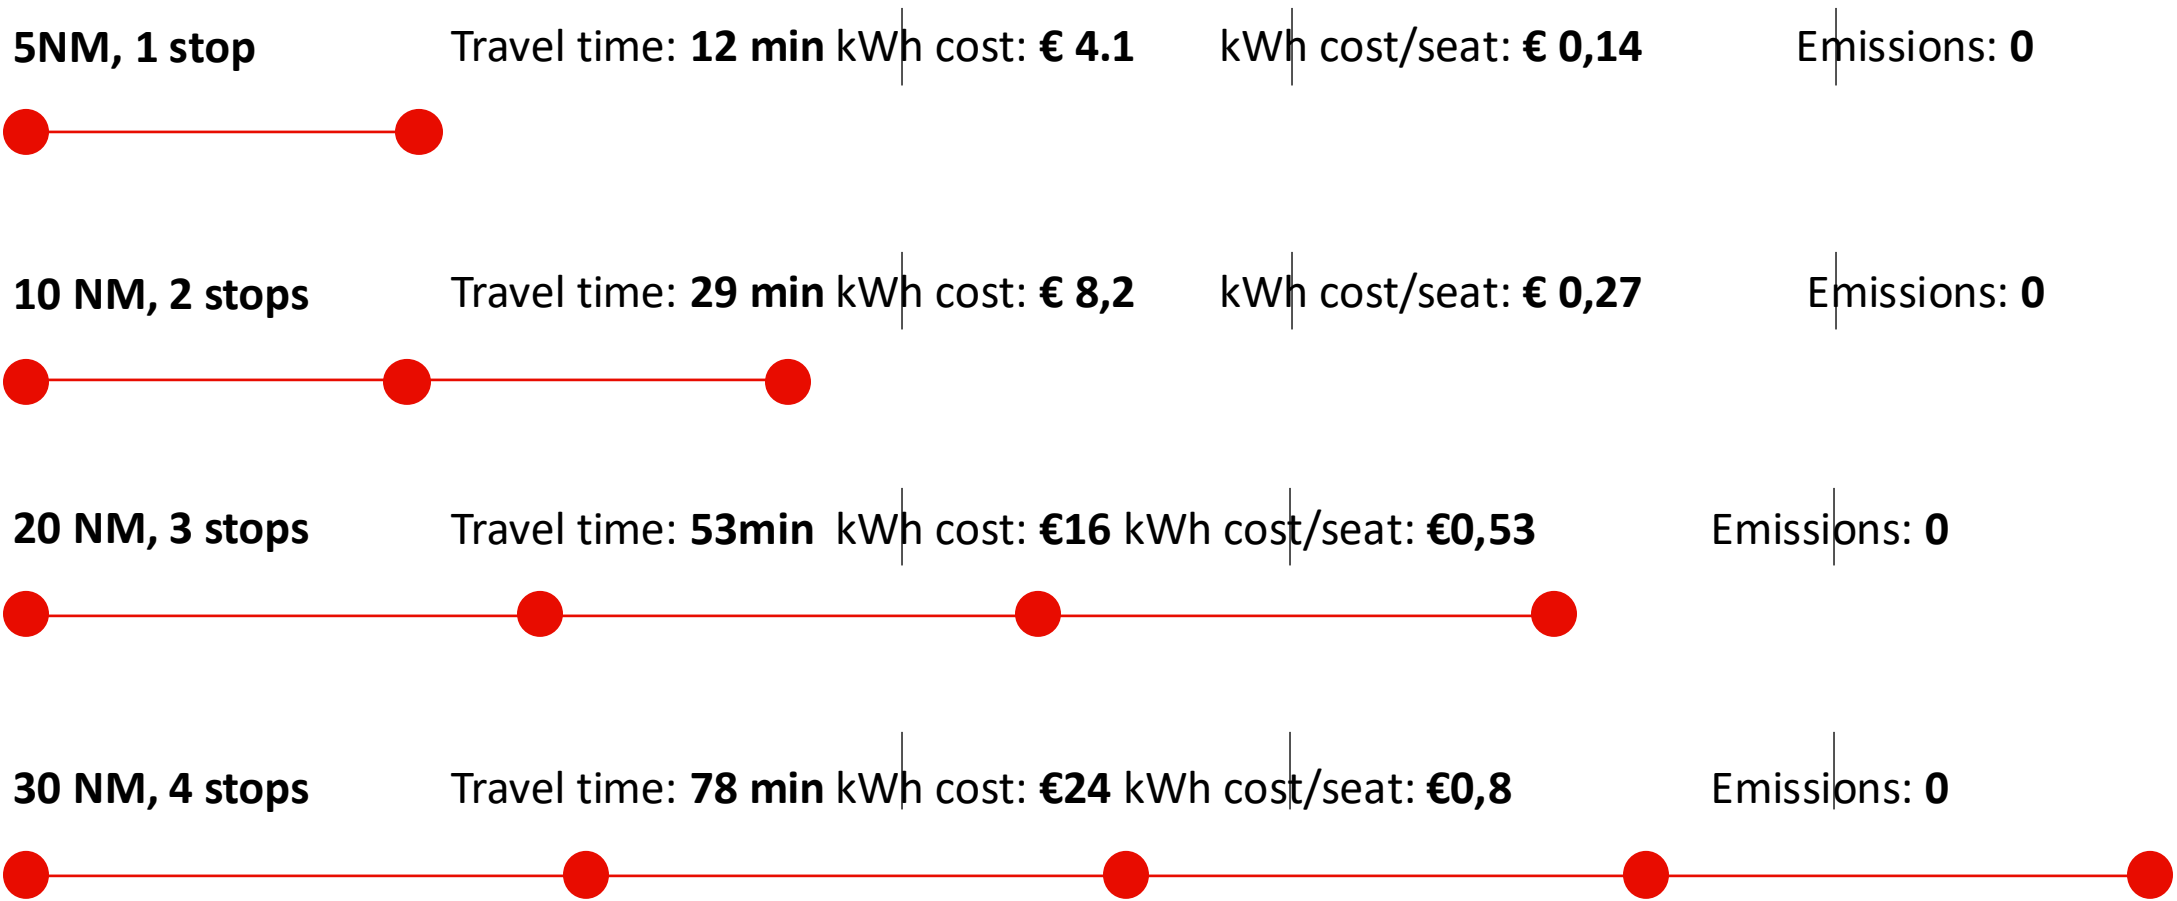 5NM, 1 stop Travel time: 12 min kWh cost: € 4.1 kWh cost/seat: € 0,14 Emissions: 0
10 NM, 2 stops Travel time: 29 min kWh cost: € 8,2 kWh cost/seat: € 0,27 Emissions: 0
20 NM, 3 stops Travel time: 53min kWh cost: €16 kWh cost/seat: €0,53 Emissions: 0
30 NM, 4 stops Travel time: 78 min kWh cost: €24 kWh cost/seat: €0,8 Emissions: 0